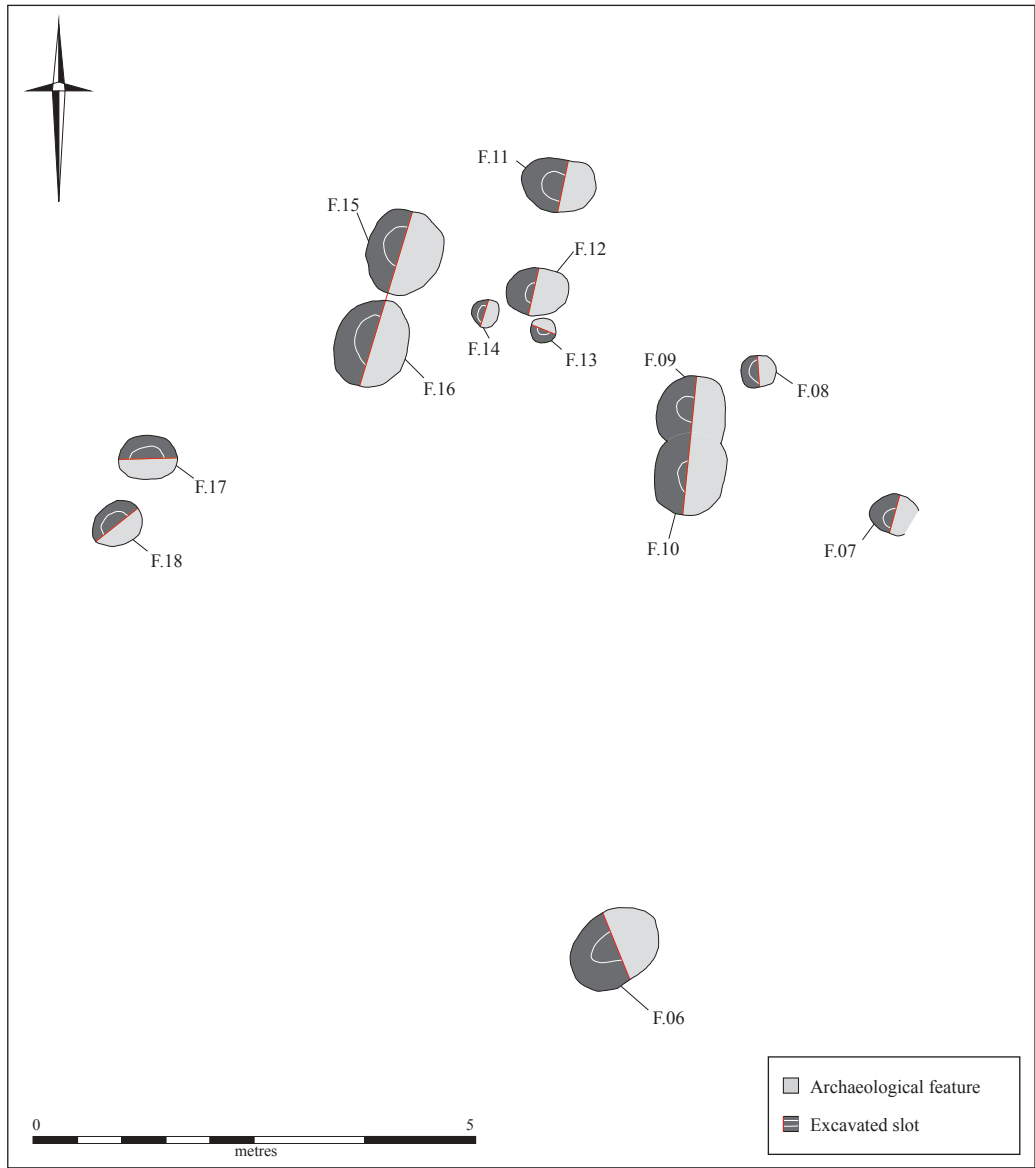 F.11
F.15
F.12
F.14
F.13
F.09
F.16
F.08
F.17
F.10
F.07
F.18
F.06
Archaeological feature
Excavated slot
0
5
metres